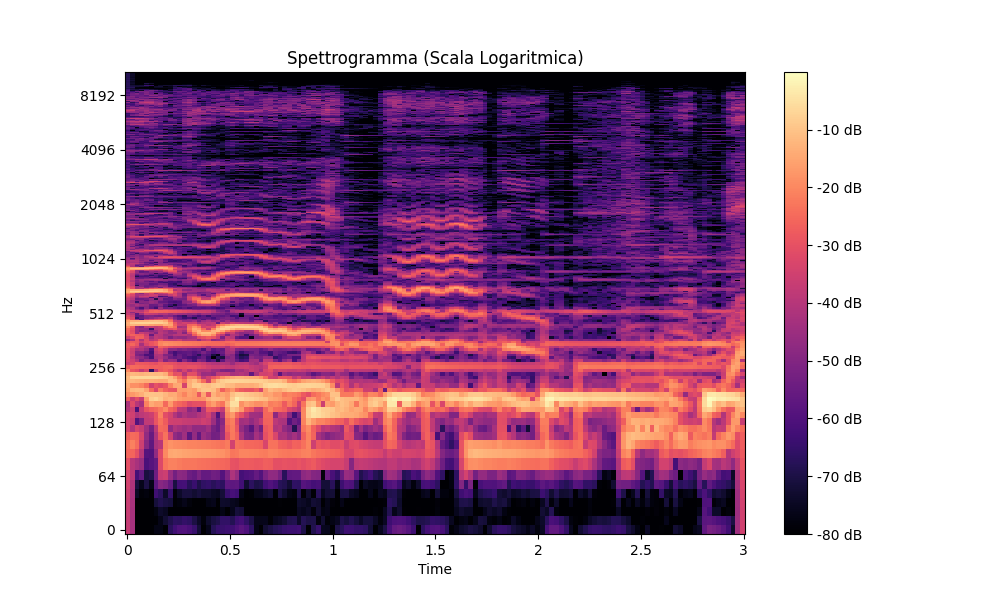 Spettrogramma (Scala Logaritmica)
8192
4096
2048
1024
512
256
128
64
0
Hz
0
0.5
1
1.5
2
2.5
3
Time
-10 dB
-20 dB
-30 dB
-40 dB
-50 dB
-60 dB
-70 dB
-80 dB